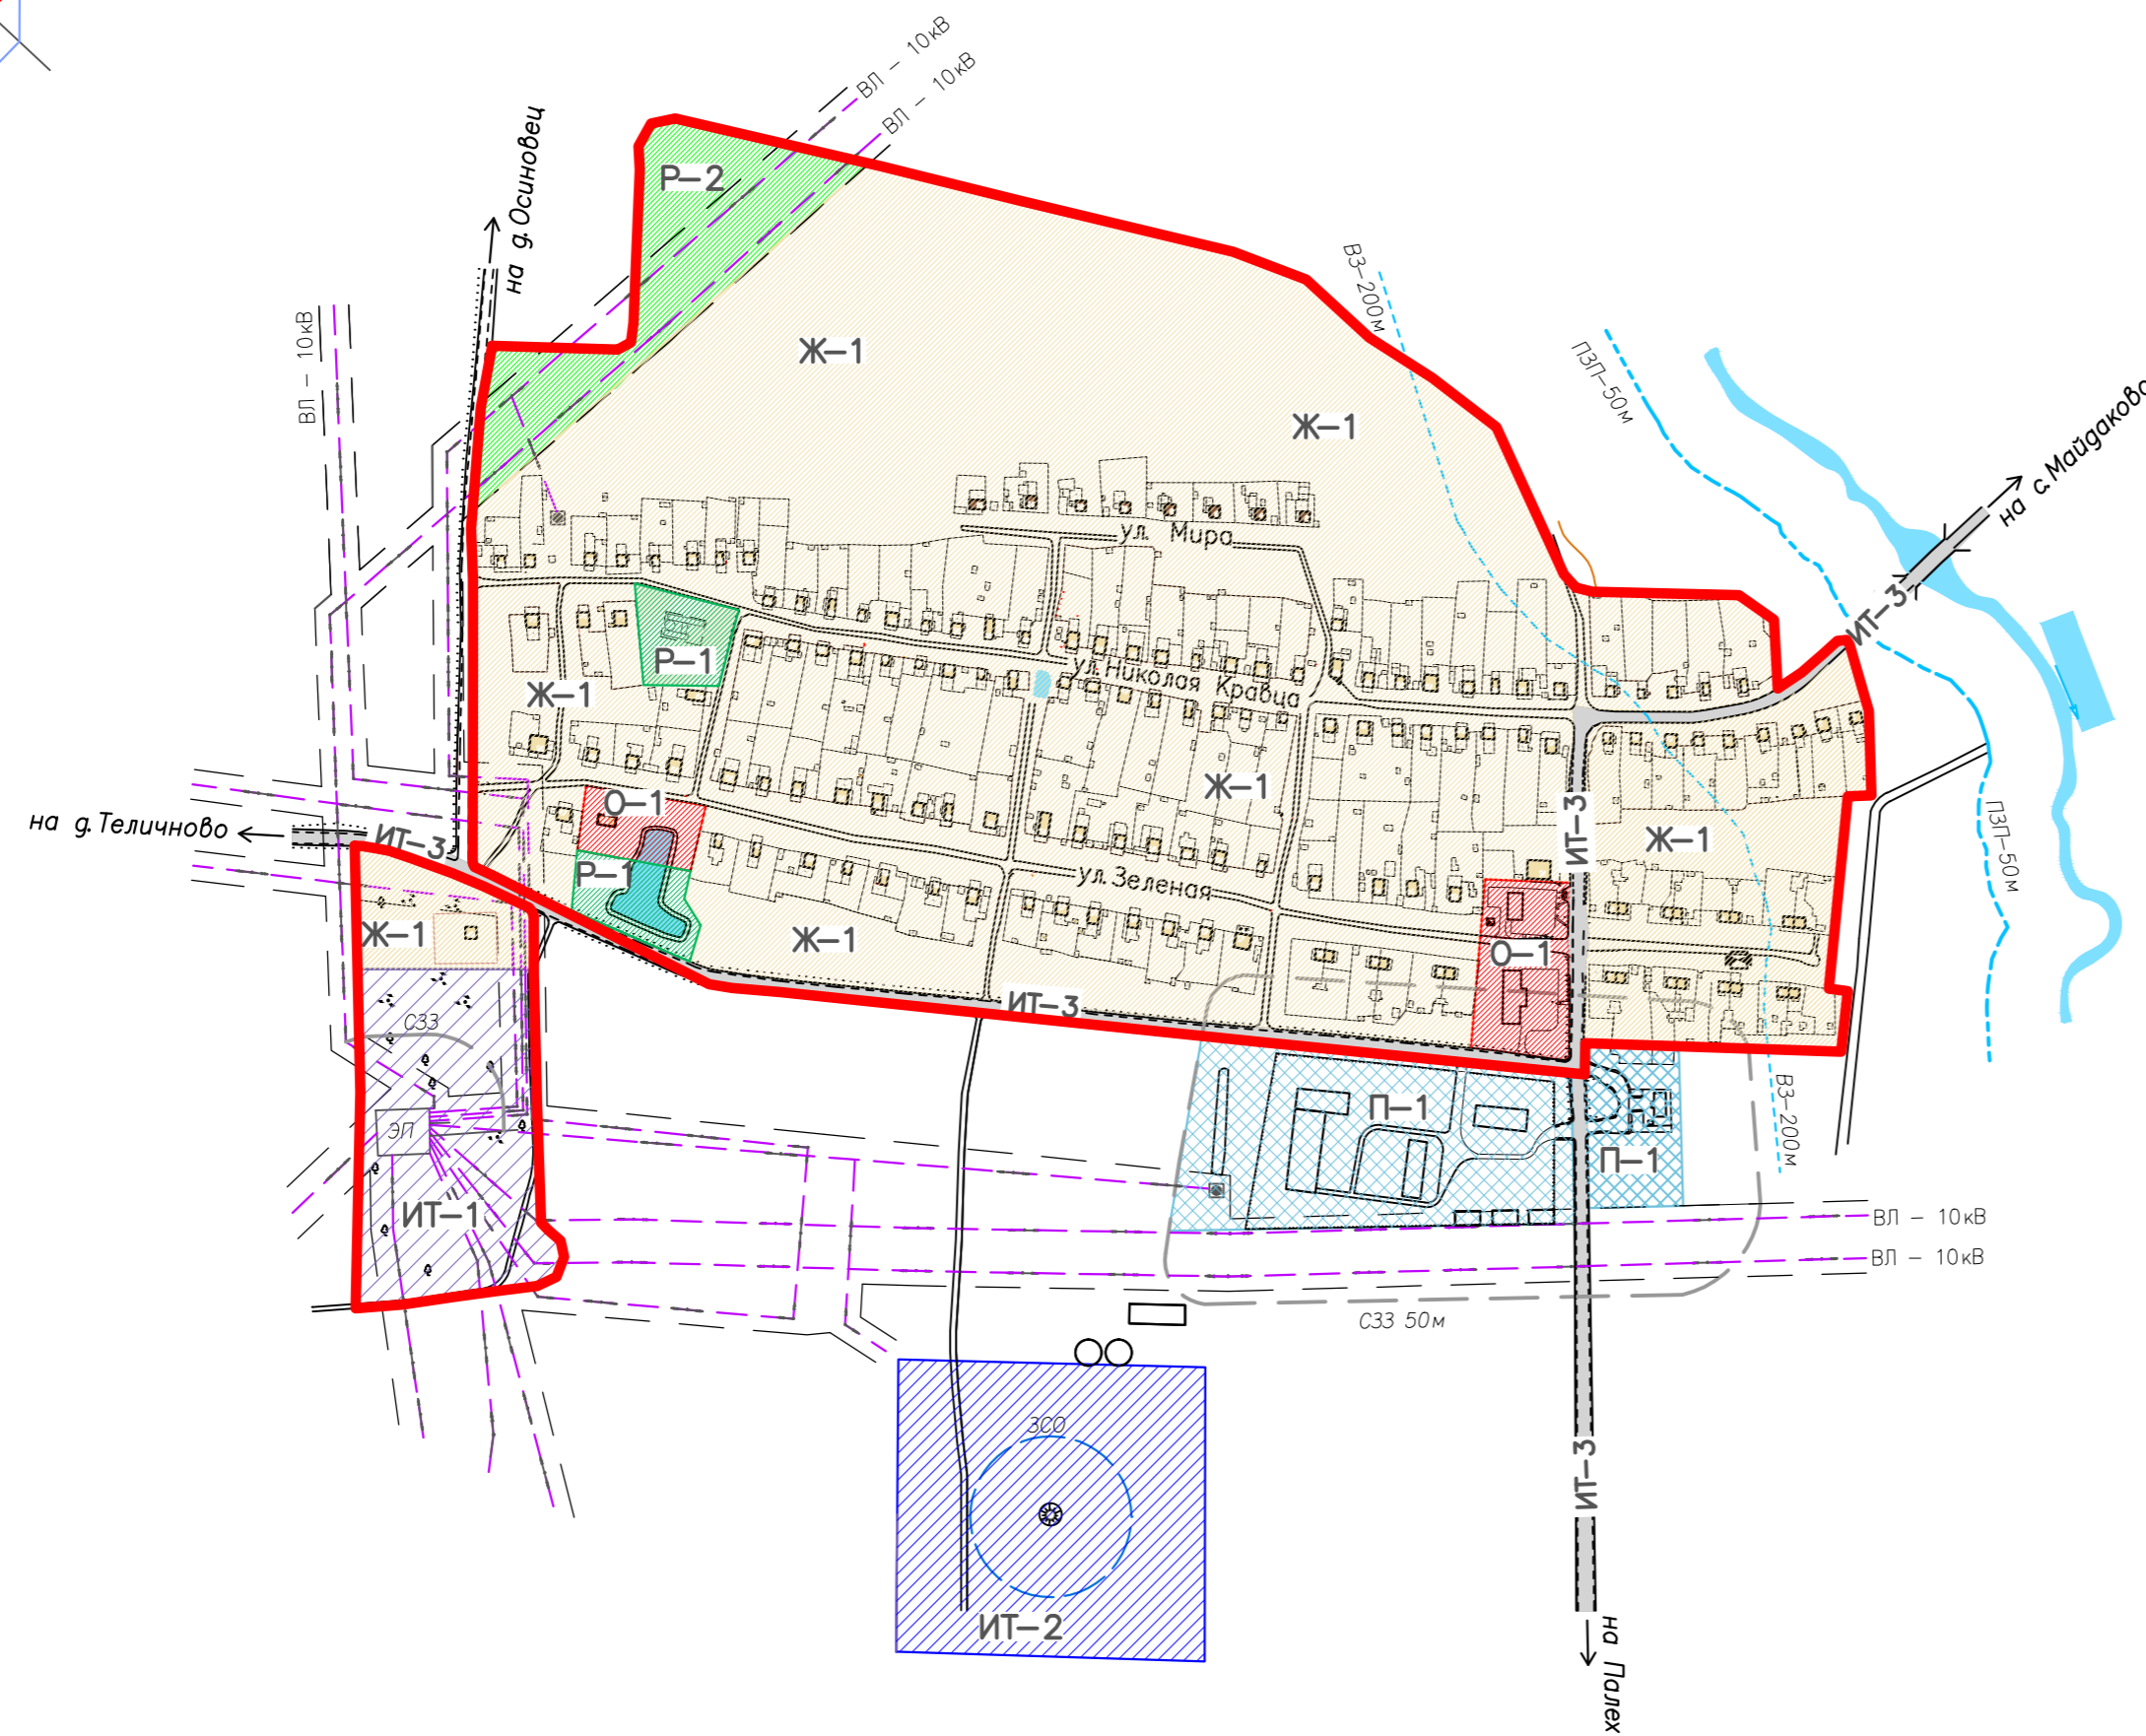 ВЛ – 10кВ
ВЛ – 10кВ
на д.Осиновец
Р–2
ВЗ–200м
ВЛ – 10кВ
Ж–1
ПЗП–50м
Ж–1
на с.Майдаково
ул. Мира
ИТ–3
Р–1
ул.Николая Кравца
Ж–1
Ж–1
О–1
ИТ–3
на д.Теличново
ИТ–3
Ж–1
ПЗП–50м
Р–1
ул.Зеленая
Ж–1
Ж–1
О–1
ИТ–3
СЗЗ
П–1
ВЗ–200м
ЭП
П–1
ИТ–1
ВЛ – 10кВ
ВЛ – 10кВ
СЗЗ 50м
ЗСО
ИТ–3
ИТ–2
на Палех